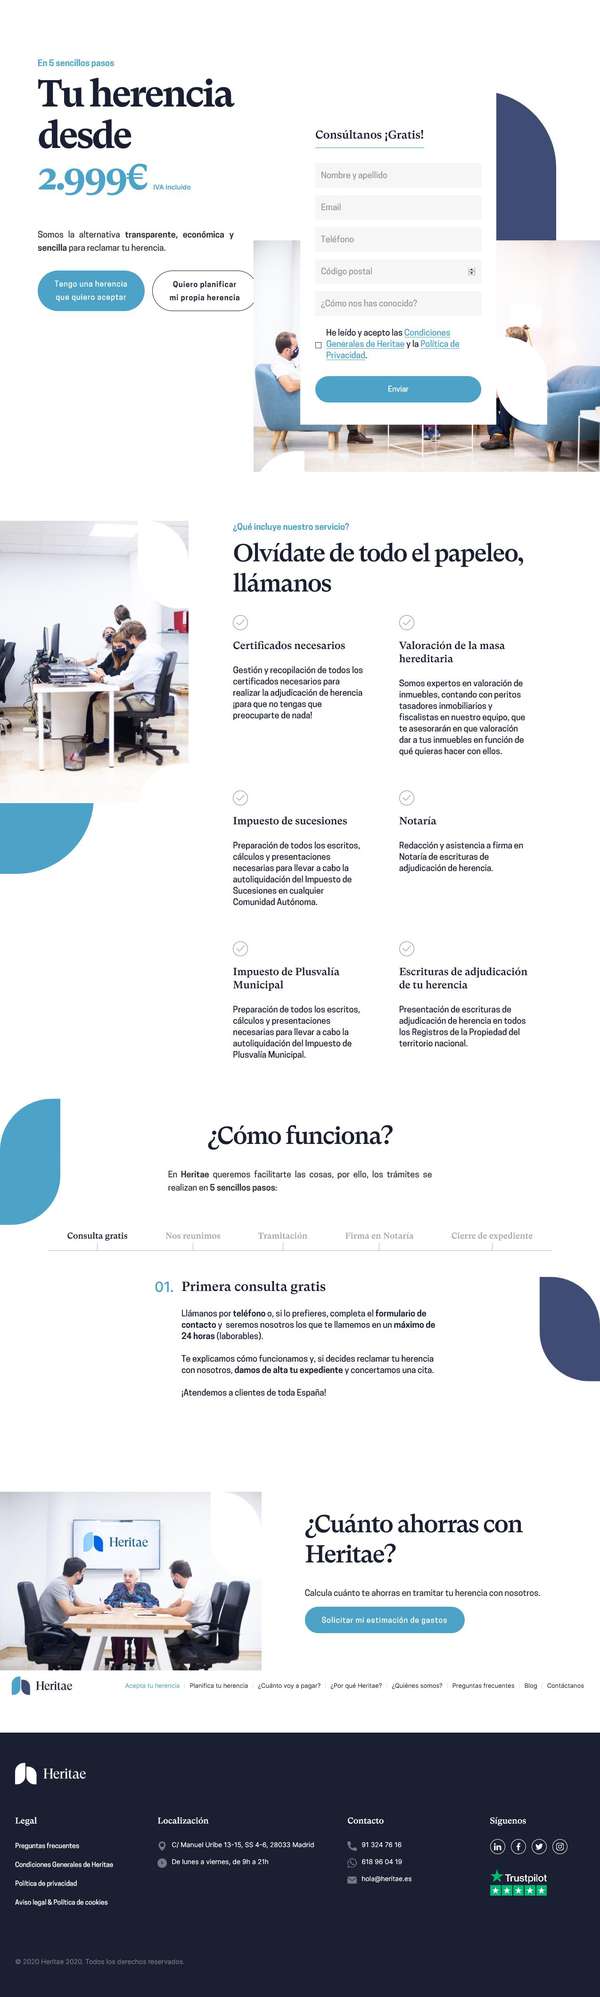 En 5 sencillos pasos
Tu herencia
desde
2.999€ IVA incluido
Somos la alternativa transparente, económica y
sencilla para reclamar tu herencia.
Tengo una herencia
que quiero aceptar
Quiero planificar
mi propia herencia
Consúltanos ¡Gratis!
Nombre y apellido
Email
Teléfono
Código postal
¿Cómo nos has conocido?
He leído y acepto las Condiciones
Generales de Heritae y la Política de
Privacidad.
Enviar
¿Qué incluye nuestro servicio?
Olvídate de todo el papeleo,
llámanos
Certificados necesarios
Gestión y recopilación de todos los
certificados necesarios para
realizar la adjudicación de herencia
¡para que no tengas que
preocuparte de nada!
Valoración de la masa
hereditaria
Somos expertos en valoración de
inmuebles, contando con peritos
tasadores inmobiliarios y
fiscalistas en nuestro equipo, que
te asesorarán en que valoración
dar a tus inmuebles en función de
qué quieras hacer con ellos.
Impuesto de sucesiones
Preparación de todos los escritos,
cálculos y presentaciones
necesarias para llevar a cabo la
autoliquidación del Impuesto de
Sucesiones en cualquier
Comunidad Autónoma.
Notaría
Redacción y asistencia a firma en
Notaría de escrituras de
adjudicación de herencia.
Impuesto de Plusvalía
Municipal
Preparación de todos los escritos,
cálculos y presentaciones
necesarias para llevar a cabo la
autoliquidación del Impuesto de
Plusvalía Municipal.
Escrituras de adjudicación
de tu herencia
Presentación de escrituras de
adjudicación de herencia en todos
los Registros de la Propiedad del
territorio nacional.
¿Cómo funciona?
En Heritae queremos facilitarte las cosas, por ello, los trámites se
realizan en 5 sencillos pasos:
Consulta gratis
Nos reunimos
Tramitación
Firma en Notaría
Cierre de expediente
01. Primera consulta gratis
Llámanos por teléfono o, si lo prefieres, completa el formulario de
contacto y seremos nosotros los que te llamemos en un máximo de
24 horas (laborables).
Te explicamos cómo funcionamos y, si decides reclamar tu herencia
con nosotros, damos de alta tu expediente y concertamos una cita.
¡Atendemos a clientes de toda España!
Heritae
¿Cuánto ahorras con
Heritae?
Calcula cuánto te ahorras en tramitar tu herencia con nosotros.
Solicitar mi estimación de gastos
Heritae
Acepta tu herencia
Planifica tu herencia
¿Cuánto voy a pagar?
¿Por qué Heritae?
¿Quiénes somos?
Preguntas frecuentes
Blog
Contáctanos
Heritae
Legal
Preguntas frecuentes
Condiciones Generales de Heritae
Política de privacidad
Aviso legal & Política de cookies
Localización
C/ Manuel Uribe 13-15, SS 4-6, 28033 Madrid
De lunes a viernes, de 9h a 21h
Contacto
91 324 76 16
618 96 04 19
hola@heritae.es
Síguenos
Trustpilot
© 2020 Heritae 2020. Todos los derechos reservados.